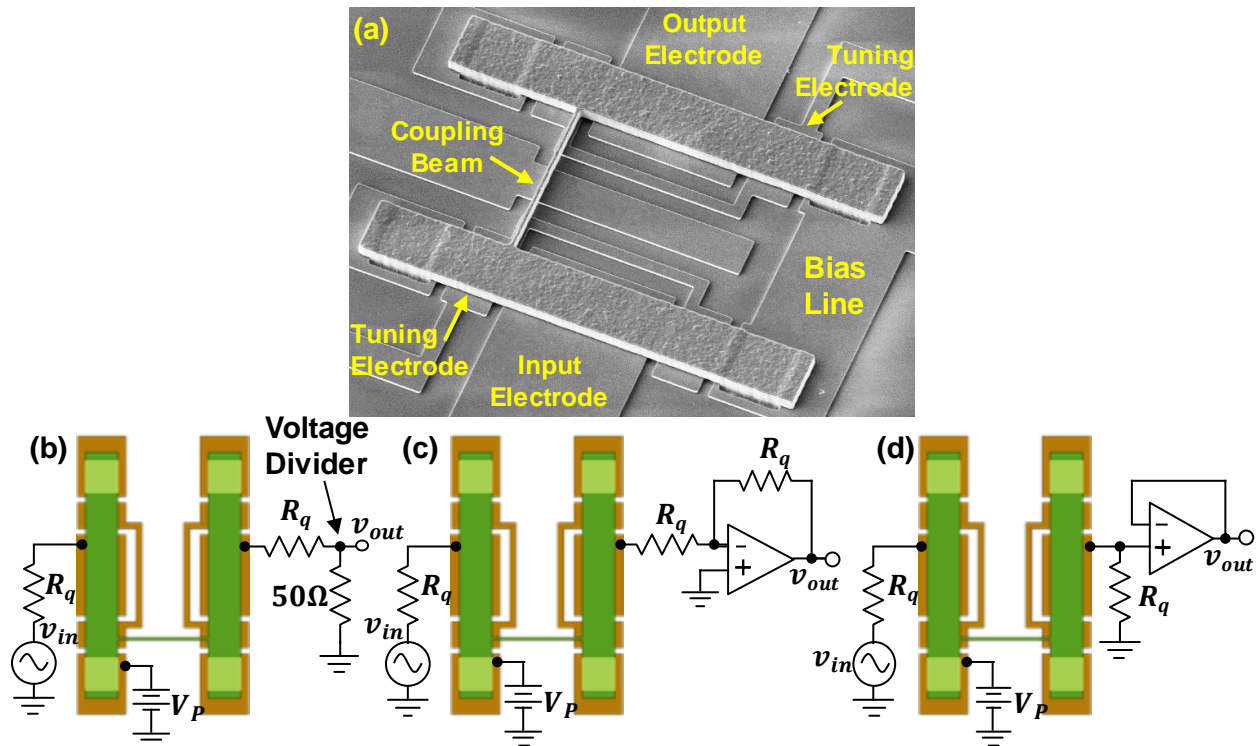 (a)
Output
Electrode
Tuning
Electrode
Coupling
Beam
Bias
Line
Tuning
Electrode
Input
Electrode
(b)
Voltage
Divider
R_q
v_out
R_q
50Ω
v_in
V_P
(c)
R_q
R_q
R_q
v_in
v_out
V_P
(d)
R_q
v_out
R_q
v_in
V_P